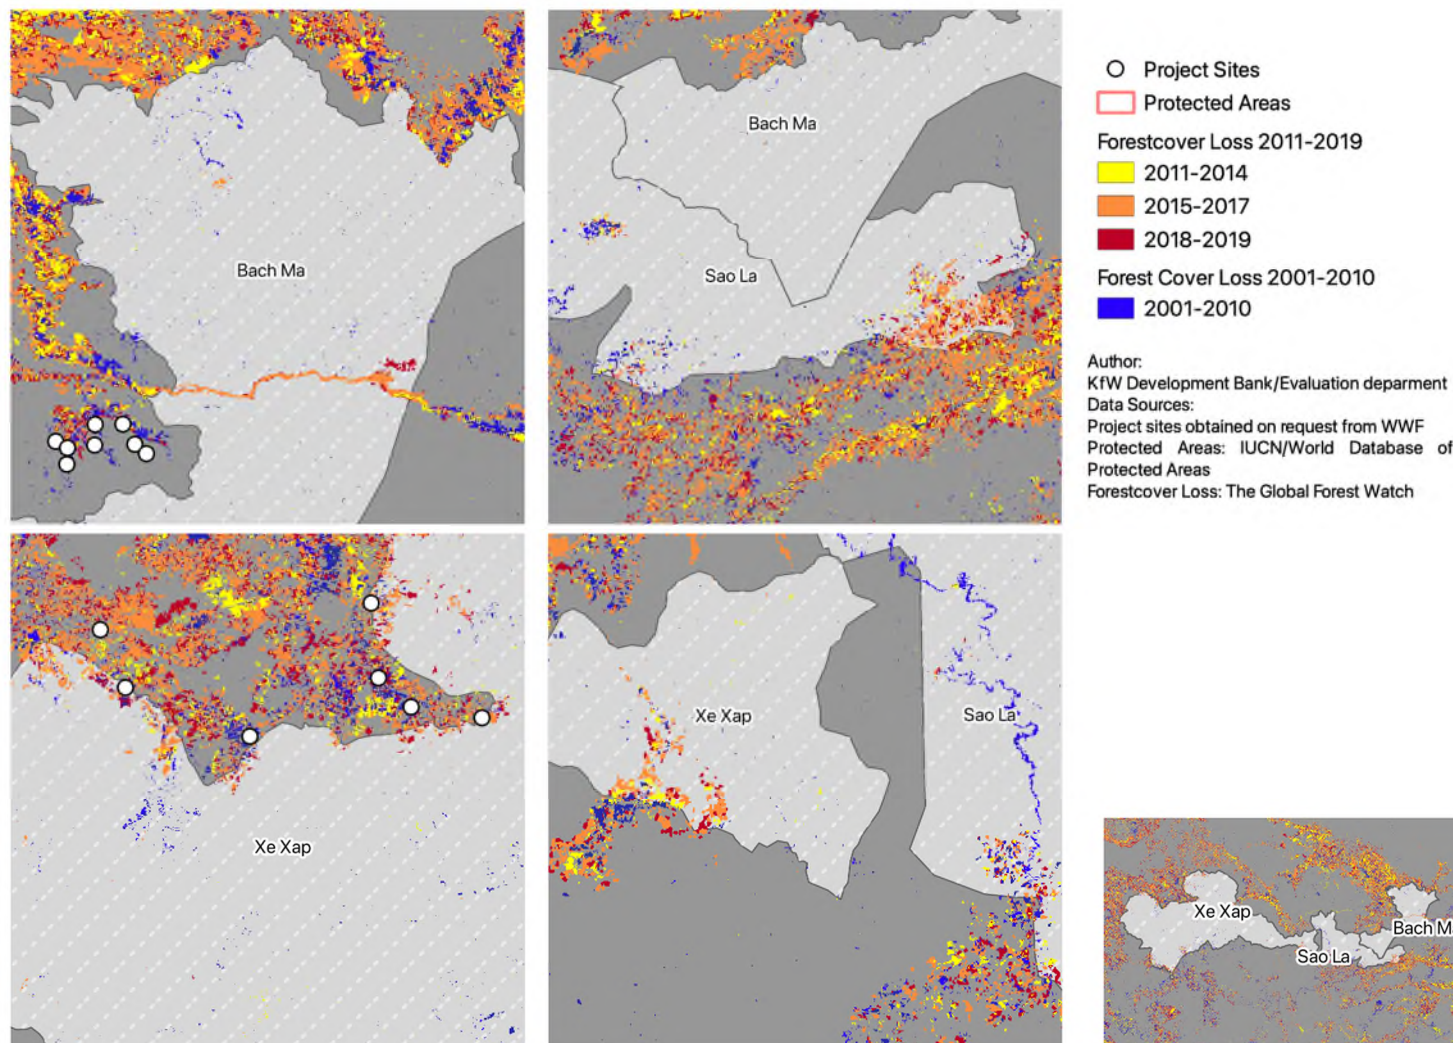 Bach Ma
Bach Ma
Sao La
Xe Xap
Xe Xap
Sao La
Project Sites
Protected Areas
Forestcover Loss 2011-2019
2011-2014
2015-2017
2018-2019
Forest Cover Loss 2001-2010
2001-2010
Author:
KfW Development Bank/Evaluation deparment
Data Sources:
Project sites obtained on request from WWF
Protected Areas: IUCN/World Database of
Protected Areas
Forestcover Loss: The Global Forest Watch
Xe Xap
Bach Ma
Sao La